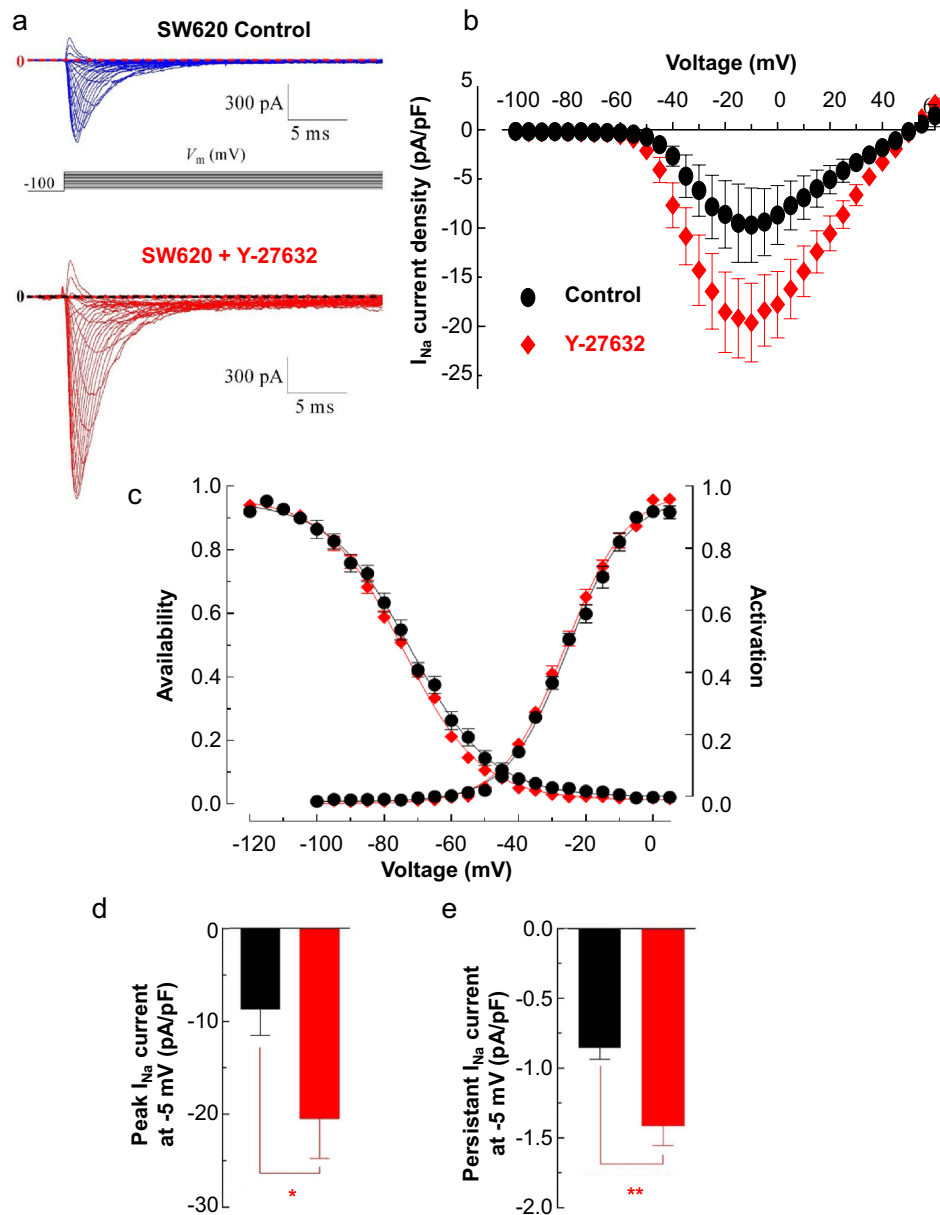 a
SW620 Control
0
300 pA
5 ms
Vm (mV)
-100
SW620 + Y-27632
0
300 pA
5 ms
b
Voltage (mV)
5
-100 -80 -60 -40 -20 0 20 40 60
0
-5
-10
-15
-20
-25
INa current density (pA/pF)
Control
Y-27632
c
1.0
0.8
0.6
0.4
0.2
0.0
Availability
1.0
0.8
0.6
0.4
0.2
0.0
Activation
-120 -100 -80 -60 -40 -20 0
Voltage (mV)
d
0
-10
-20
-30
Peak INa current
at -5 mV (pA/pF)
*
e
0.0
-0.5
-1.0
-1.5
-2.0
Persistant INa current
at -5 mV (pA/pF)
**